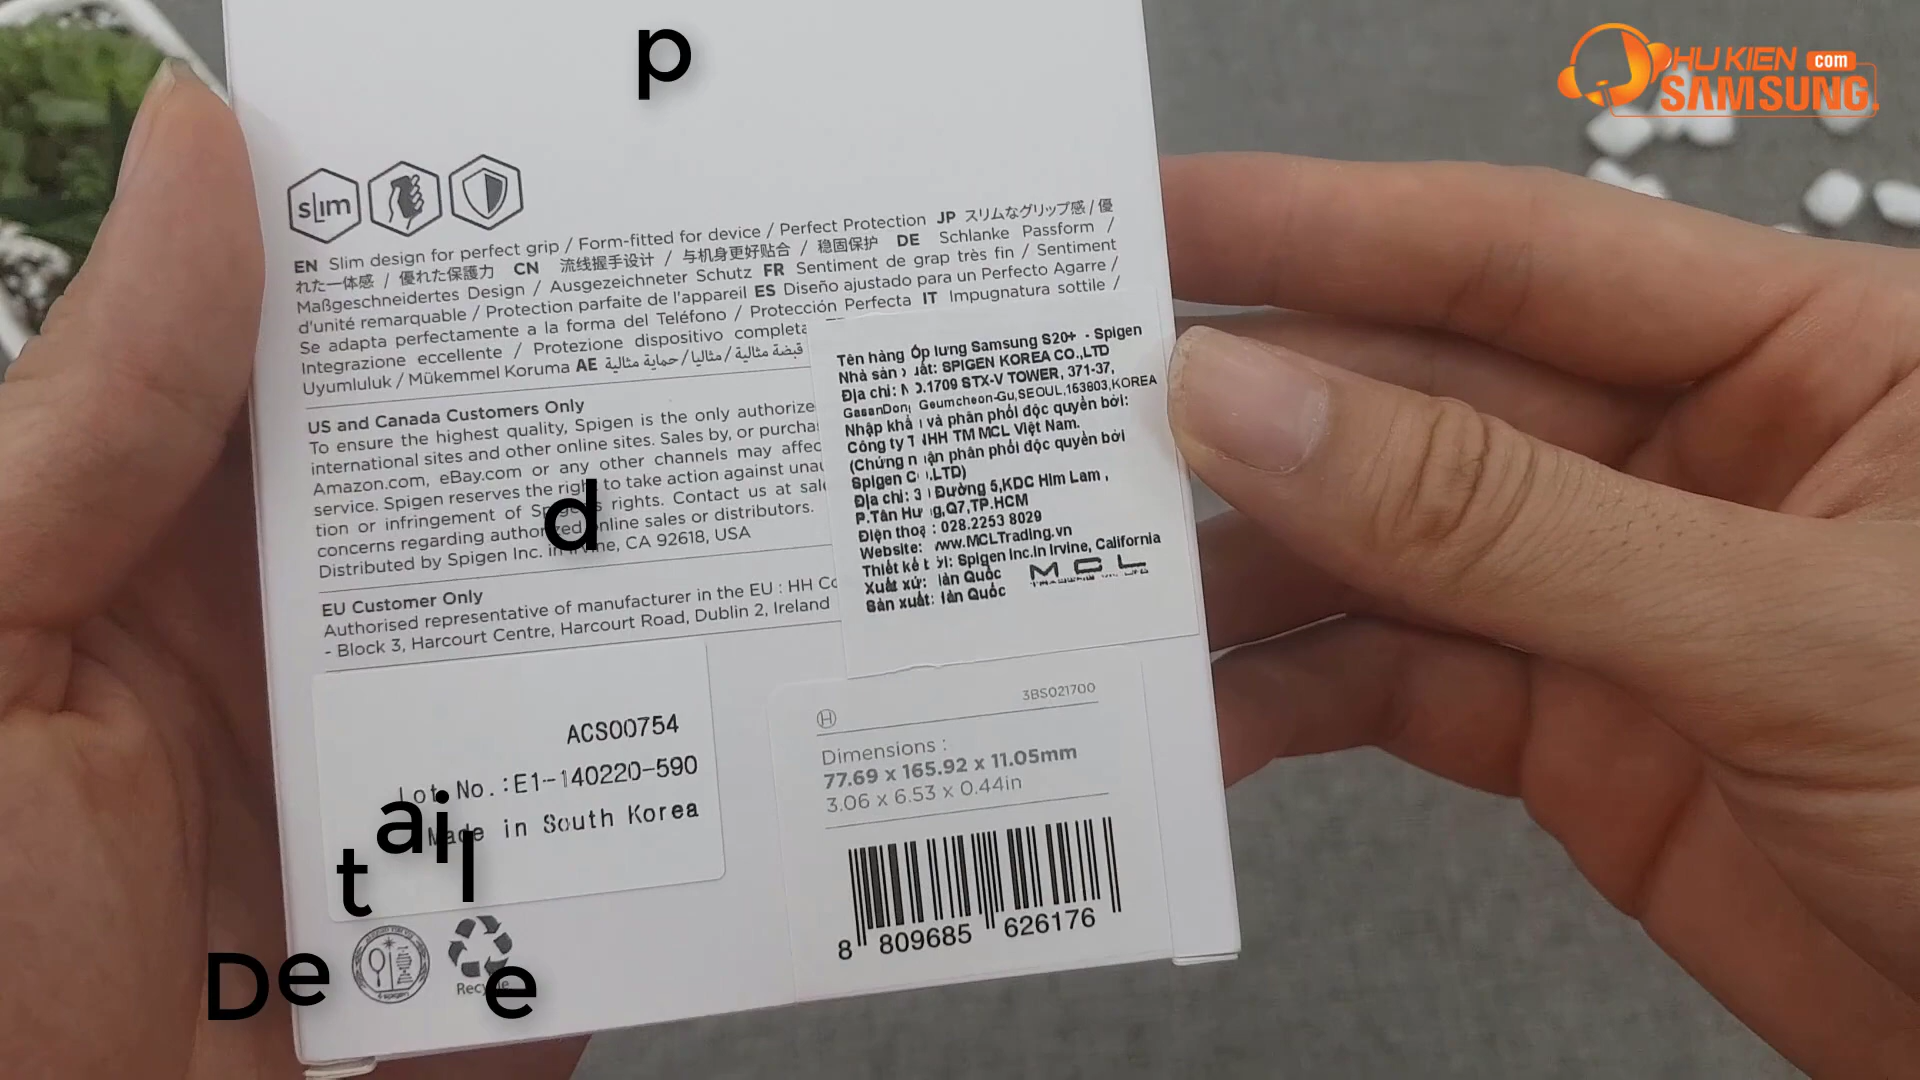 p
HU KIEN com
SAMSUNG
slim
EN Slim design for perfect grip / Form-fitted for device / Perfect Protection JP スリムなグリップ感 / 優
れた一体感 / 優れた保護力 CN 流线握手设计 / 与机身更好贴合 / 稳固保护 DE Schlanke Passform /
Maßgeschneidertes Design / Ausgezeichneter Schutz FR Sentiment de grap très fin / Sentiment
d'unité remarquable / Protection parfaite de l'appareil ES Diseño ajustado para un Perfecto Agarre /
Se adapta perfectamente a la forma del Teléfono / Protección Perfecta IT Impugnatura sottile /
Integrazione eccellente / Protezione dispositivo completa
Uyumluluk / Mükemmel Koruma AE قبضة مثالية / مثاليا / حماية مثالية
US and Canada Customers Only
To ensure the highest quality, Spigen is the only authorize
international sites and other online sites. Sales by, or purcha
Amazon.com, eBay.com or any other channels may affec
service. Spigen reserves the right to take action against unau
tion or infringement of rights. Contact us at sale
concerns regarding online sales or distributors.
Distributed by Spigen Inc. in Irvine, CA 92618, USA
d
EU Customer Only
Authorised representative of manufacturer in the EU : HH Co
- Block 3, Harcourt Centre, Harcourt Road, Dublin 2, Ireland
Tên hàng Ốp lưng Samsung S20+ - Spigen
Nhà sản xuất: SPIGEN KOREA CO.,LTD
Địa chỉ: .1709 STX-V TOWER, 371-37,
Geumcheon-Gu,SEOUL,153803,KOREA
Nhập khẩ và phân phối độc quyền bởi:
Công ty TNHH TM MCL Việt Nam.
(Chứng nhận phân phối độc quyền bởi
Spigen C .,LTD)
Địa chỉ: 3 Đường 5,KDC Him Lam ,
P.Tân Hưng,Q7,TP.HCM
Điện thoạ : 028.2253 8029
Website: www.MCLTrading.vn
Thiết kế t : Spigen Inc.in Irvine, California
Xuất xứ: Hàn Quốc
Sản xuất: Hàn Quốc
MCL
ACS00754
Lot No.:E1-140220-590
Made in South Korea
3BS021700
H
Dimensions :
77.69 x 165.92 x 11.05mm
3.06 x 6.53 x 0.44in
8 809685 626176
Recycle
Detail
e